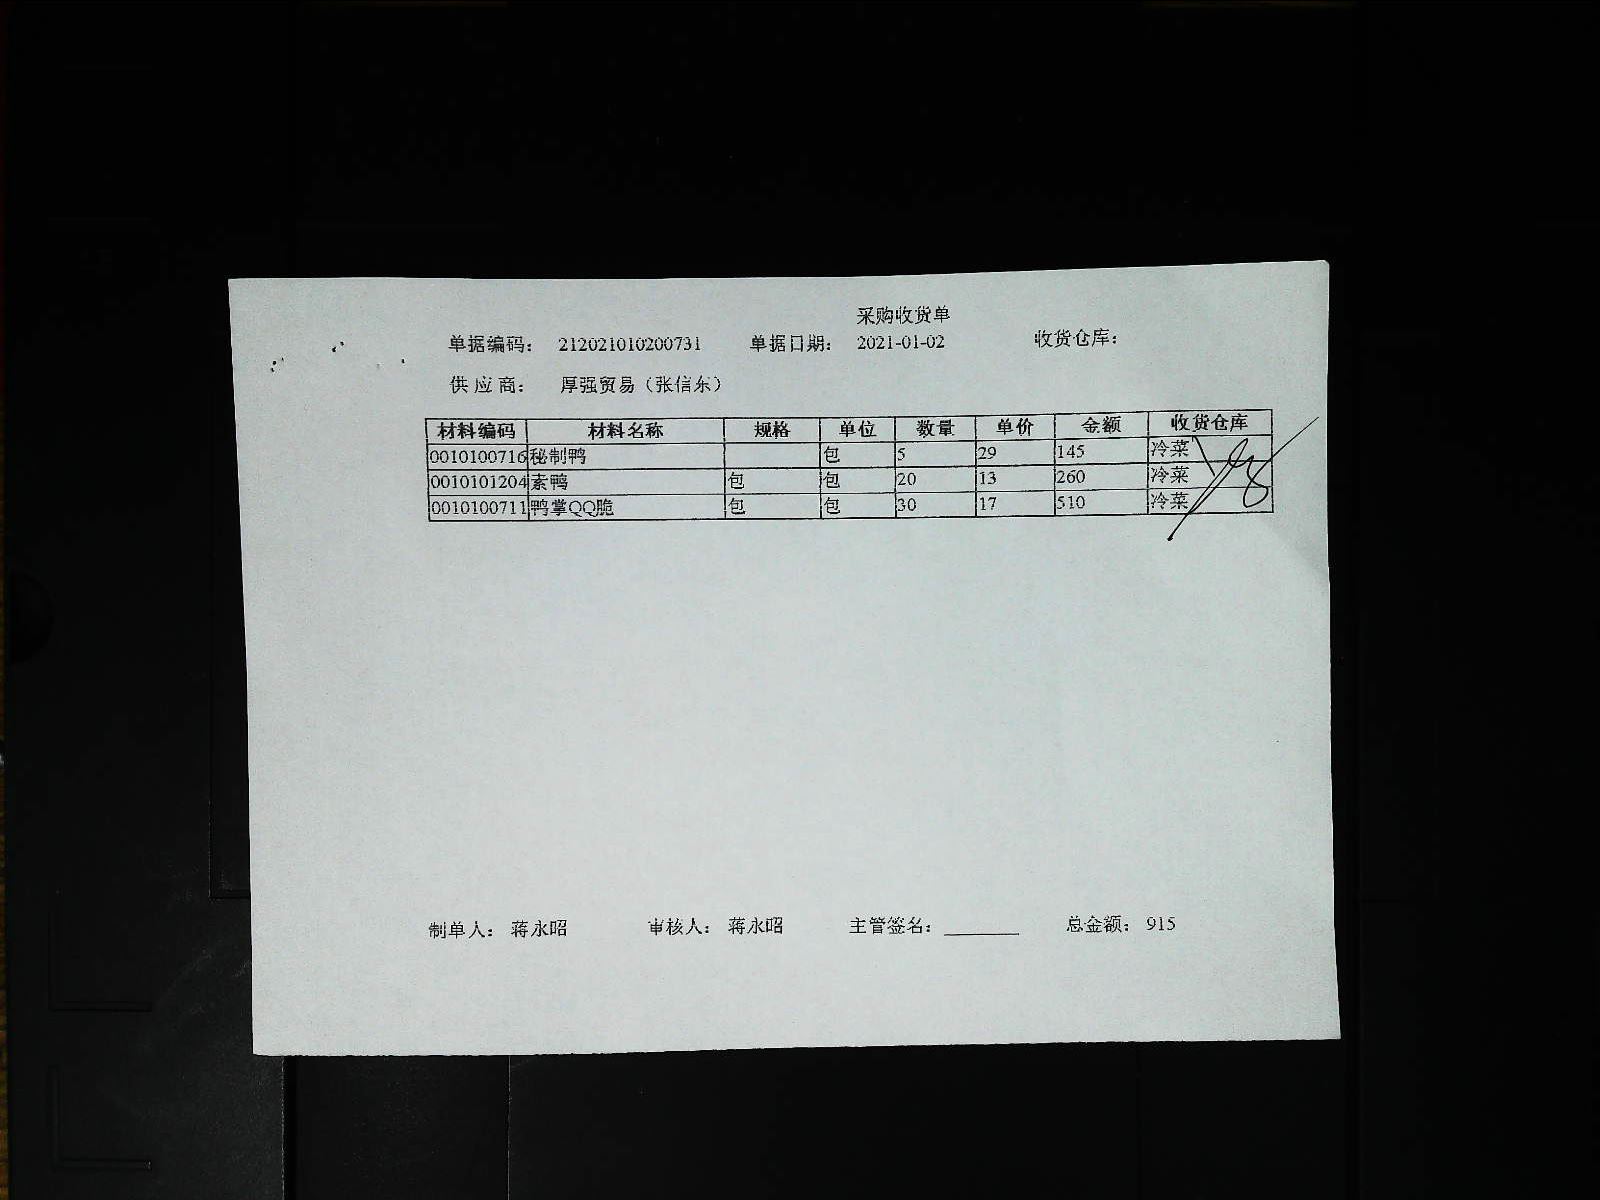 采购收货单
单据编码： 212021010200731 单据日期： 2021-01-02 收货仓库：
供应商： 厚强贸易（张信东）
材料编码 材料名称 规格 单位 数量 单价 金额 收货仓库
0010100716 秘制鸭 包 5 29 145 冷菜
0010101204 素鸭 包 包 20 13 260 冷菜
0010100711 鸭掌QQ脆 包 包 30 17 510 冷菜
制单人： 蒋永昭 审核人： 蒋永昭 主管签名： 总金额： 915